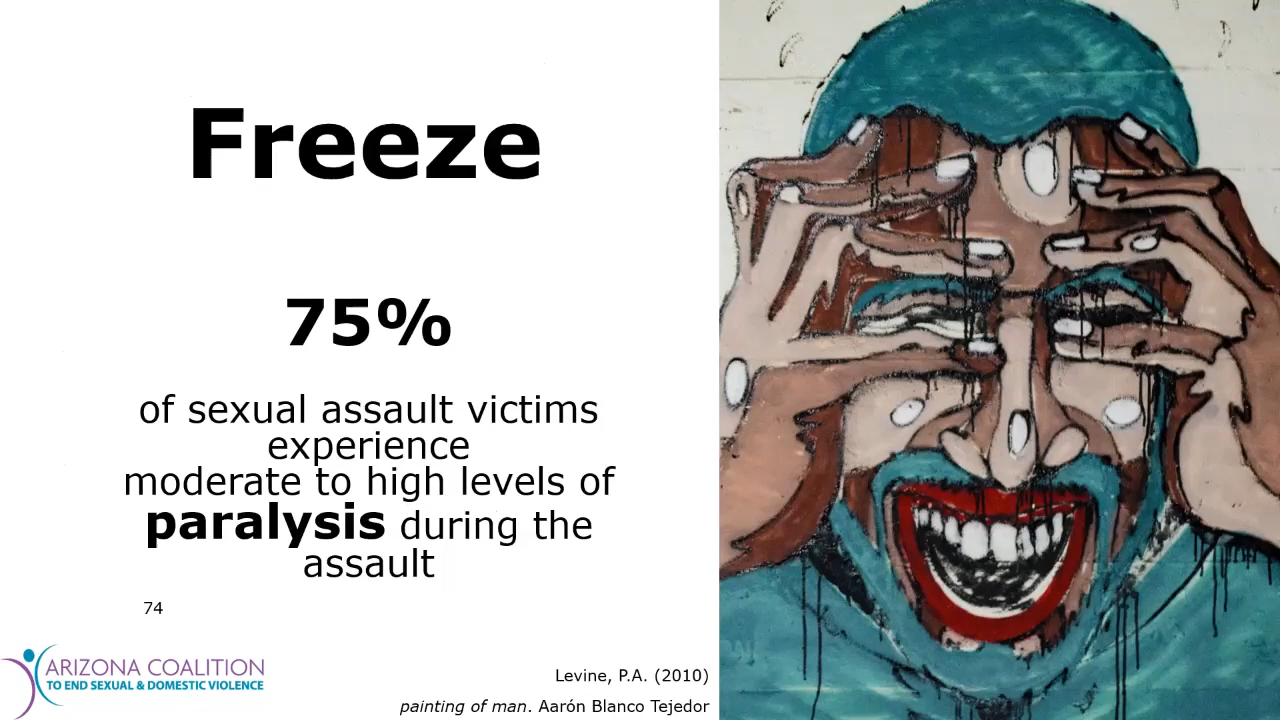 Freeze
75%
of sexual assault victims
experience
moderate to high levels of
paralysis during the
assault
74
ARIZONA COALITION
TO END SEXUAL & DOMESTIC VIOLENCE
Levine, P.A. (2010)
painting of man. Aarón Blanco Tejedor